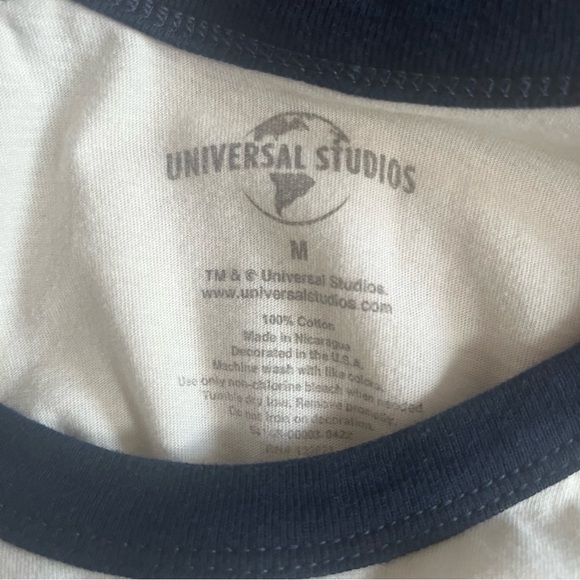 UNIVERSAL STUDIOS
M
TM & © Universal Studios.
www.universalstudios.com
100% Cotton
Made in Nicaragua
Decorated in the U.S.A.
Machine wash with like colors.
Use only non-chlorine bleach when needed.
Tumble dry low. Remove promptly.
Do not iron on decoration.
RN#